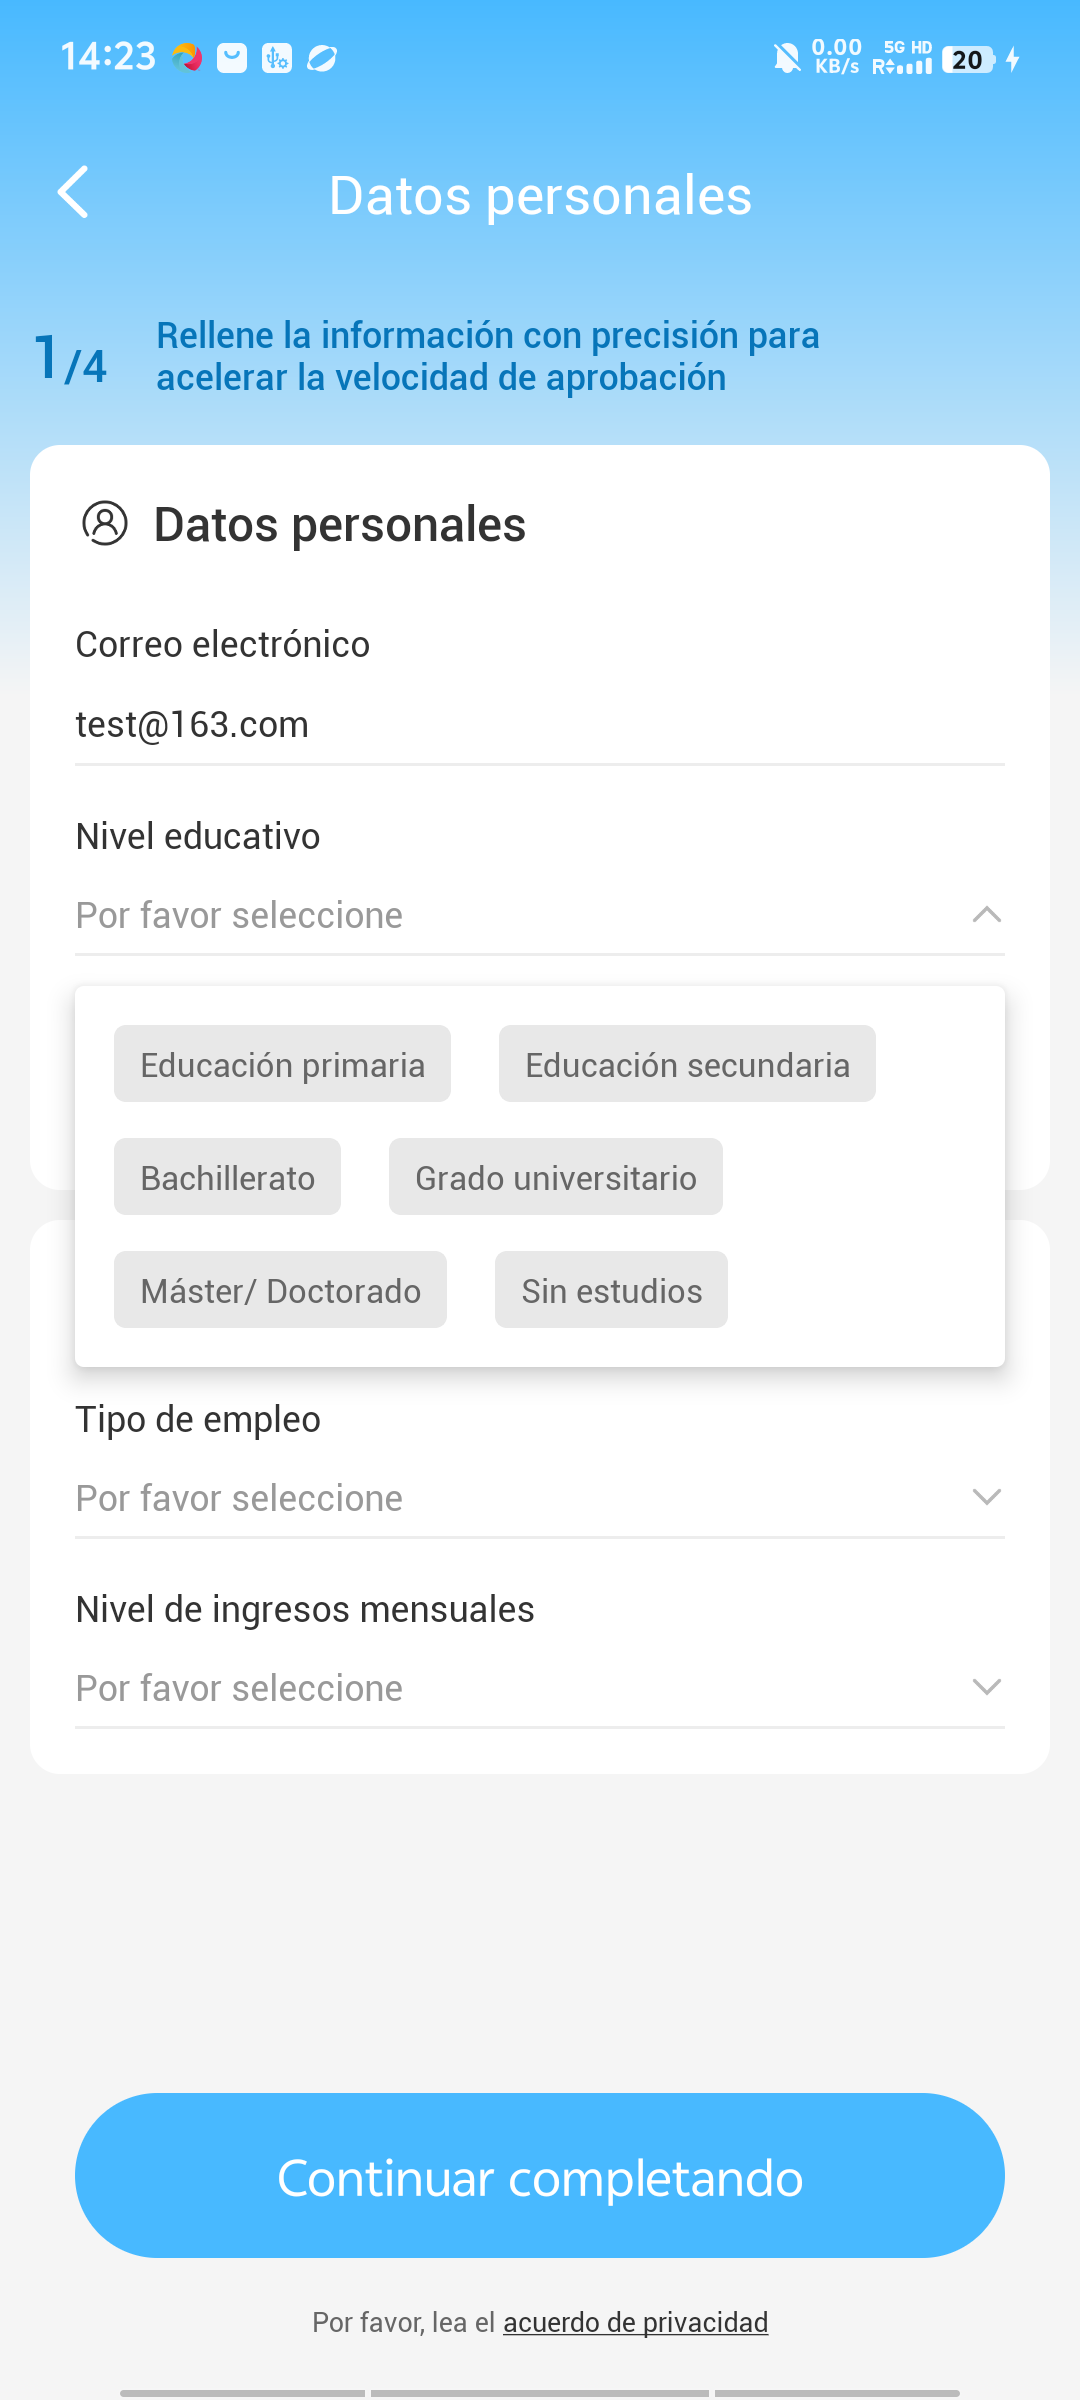 14:23
0.00 KB/s 5G HD R 20
Datos personales
1/4
Rellene la información con precisión para
acelerar la velocidad de aprobación
Datos personales
Correo electrónico
test@163.com
Nivel educativo
Por favor seleccione
Educación primaria Educación secundaria
Bachillerato Grado universitario
Máster/ Doctorado Sin estudios
Tipo de empleo
Por favor seleccione
Nivel de ingresos mensuales
Por favor seleccione
Continuar completando
Por favor, lea el acuerdo de privacidad